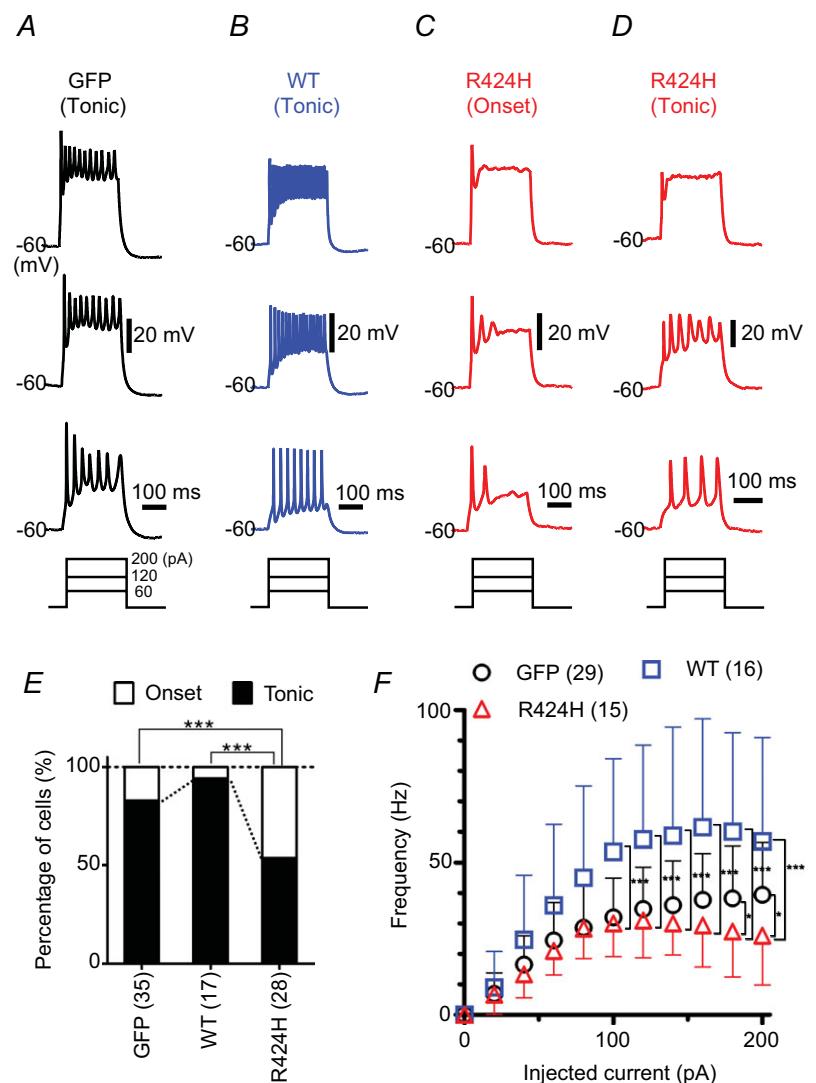 A B C D
GFP WT R424H R424H
(Tonic) (Tonic) (Onset) (Tonic)
-60 -60 -60 -60
(mV)
20 mV 20 mV 20 mV 20 mV
-60 -60 -60 -60
100 ms 100 ms 100 ms 100 ms
-60 -60 -60 -60
200 (pA)
120
60
E
Onset Tonic
***
***
100
50
0
Percentage of cells (%)
GFP (35) WT (17) R424H (28)
F
GFP (29) WT (16)
R424H (15)
100
50
0
Frequency (Hz)
*** *** *** *** *** ***
* *
0 100 200
Injected current (pA)